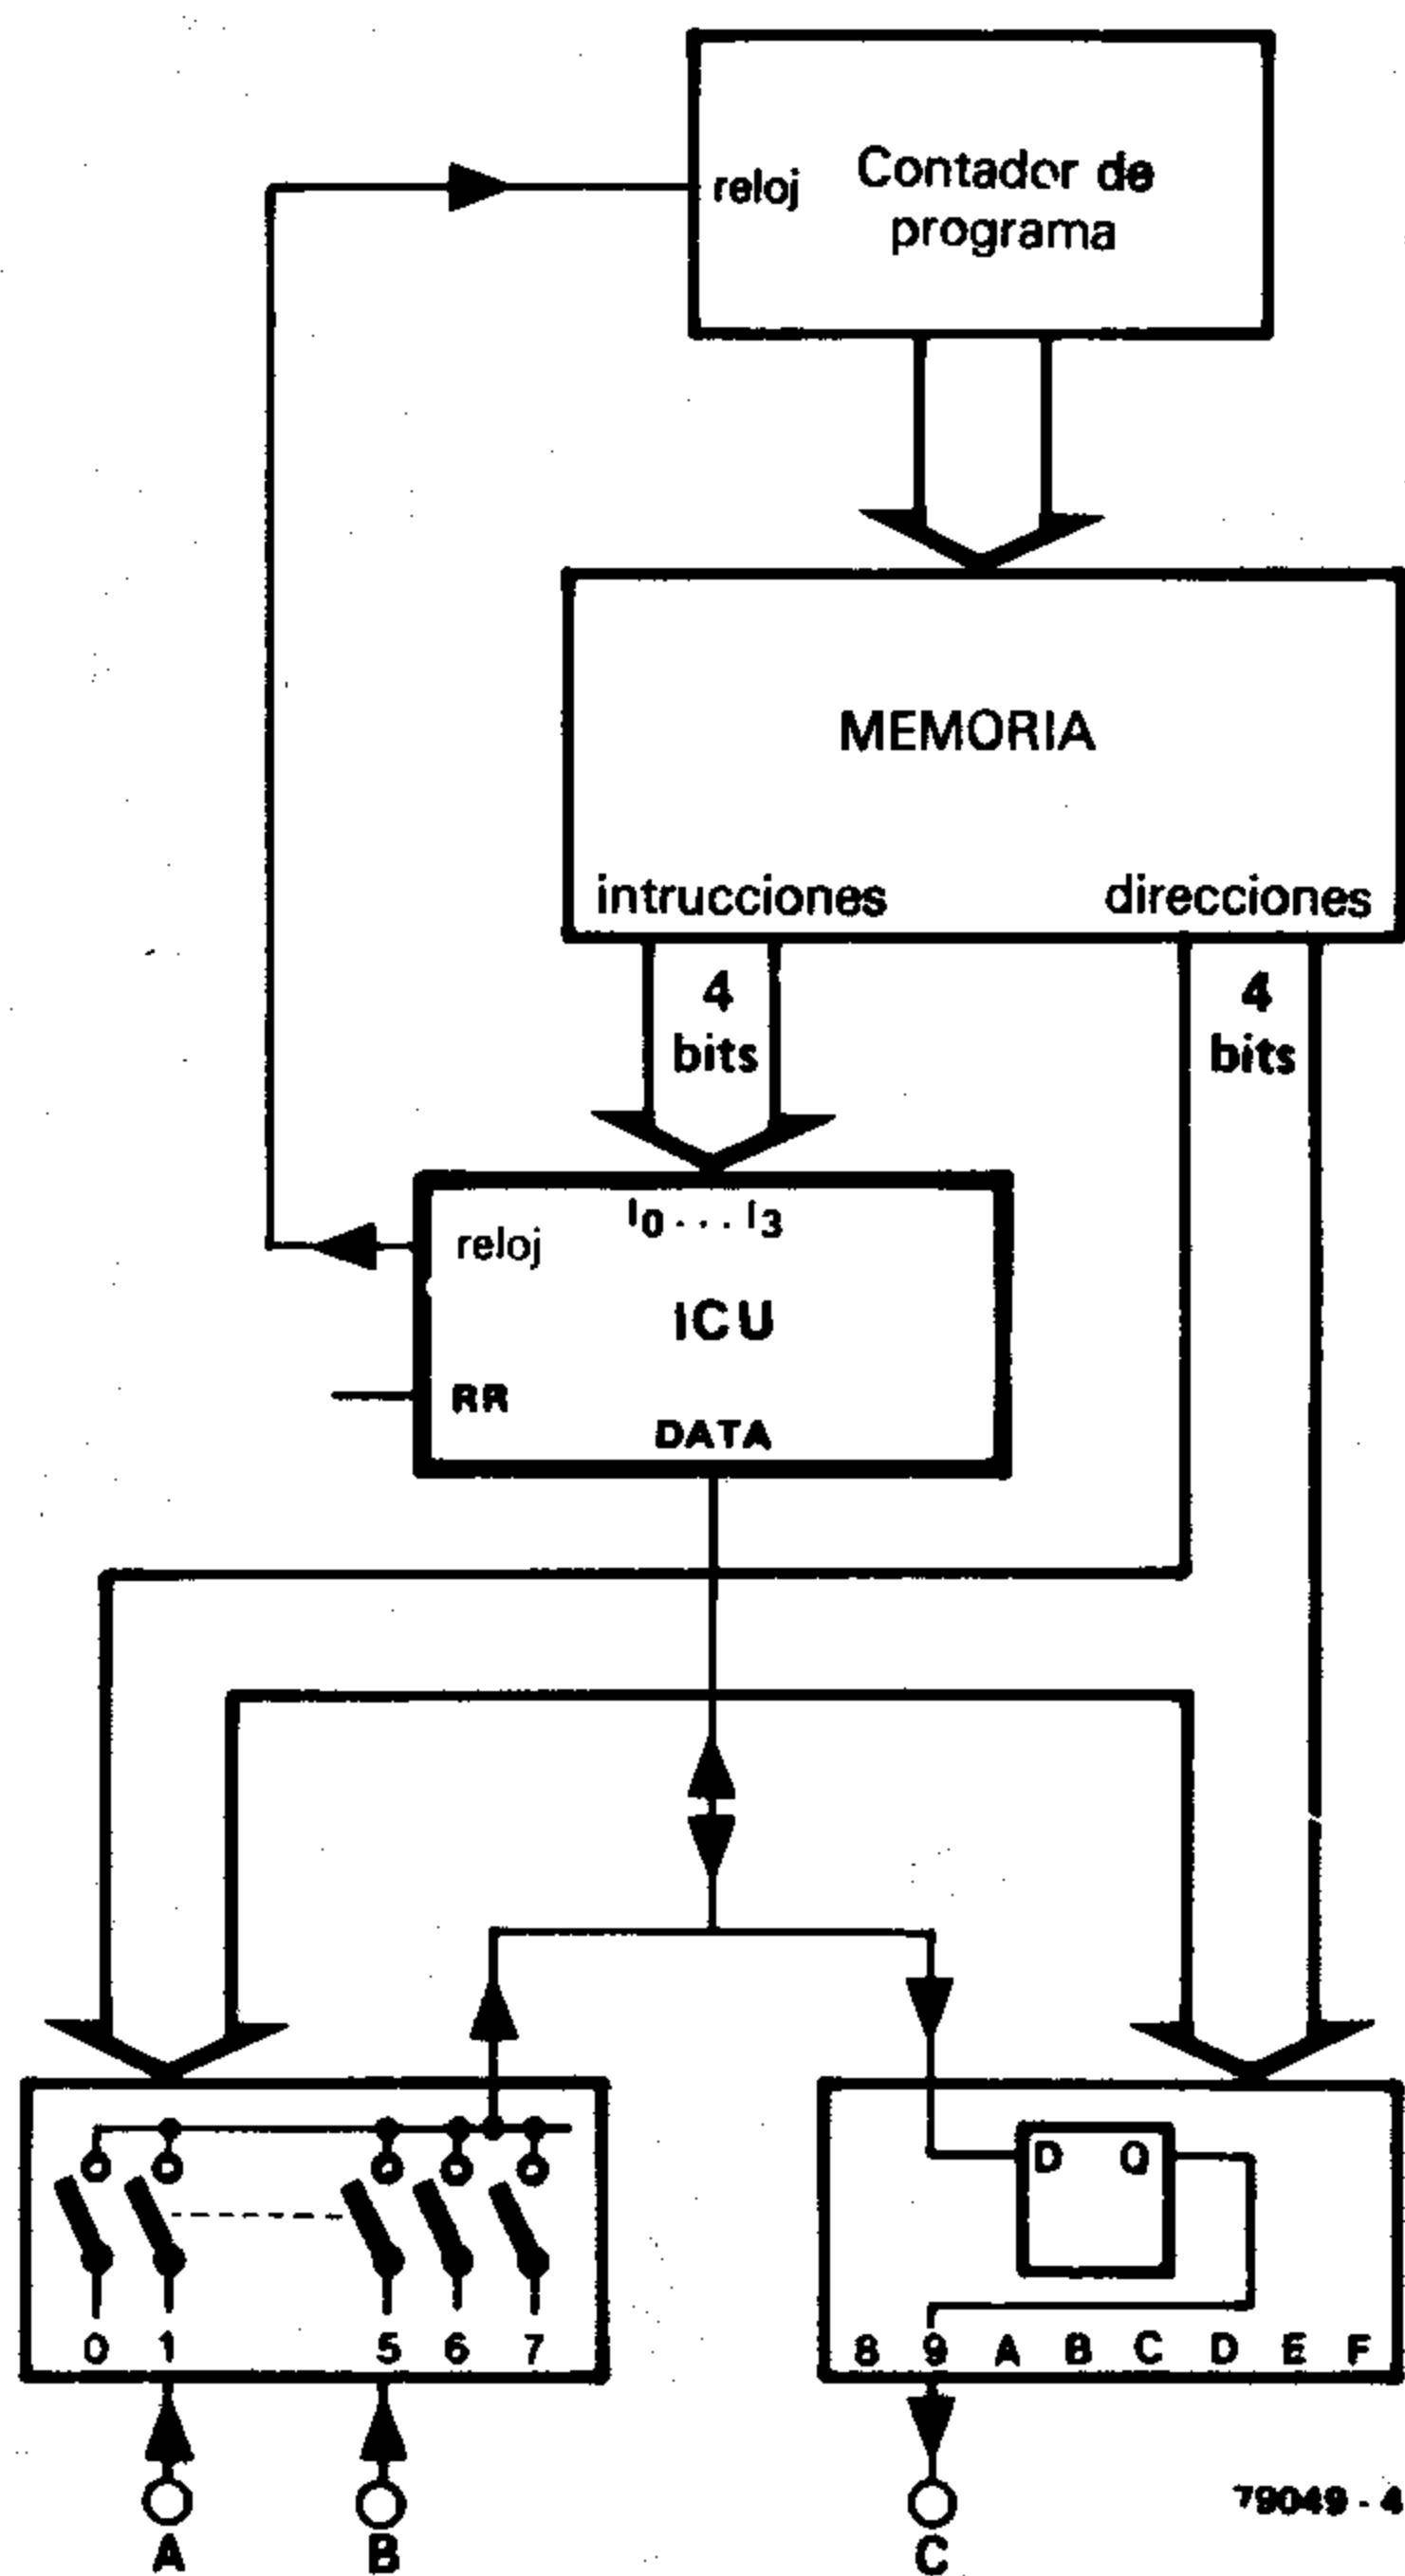 reloj
Contador de
programa
MEMORIA
intrucciones
direcciones
4
bits
4
bits
I0 . . . I3
reloj
ICU
RR
DATA
D Q
0 1 5 6 7
8 9 A B C D E F
A
B
C
79049 - 4